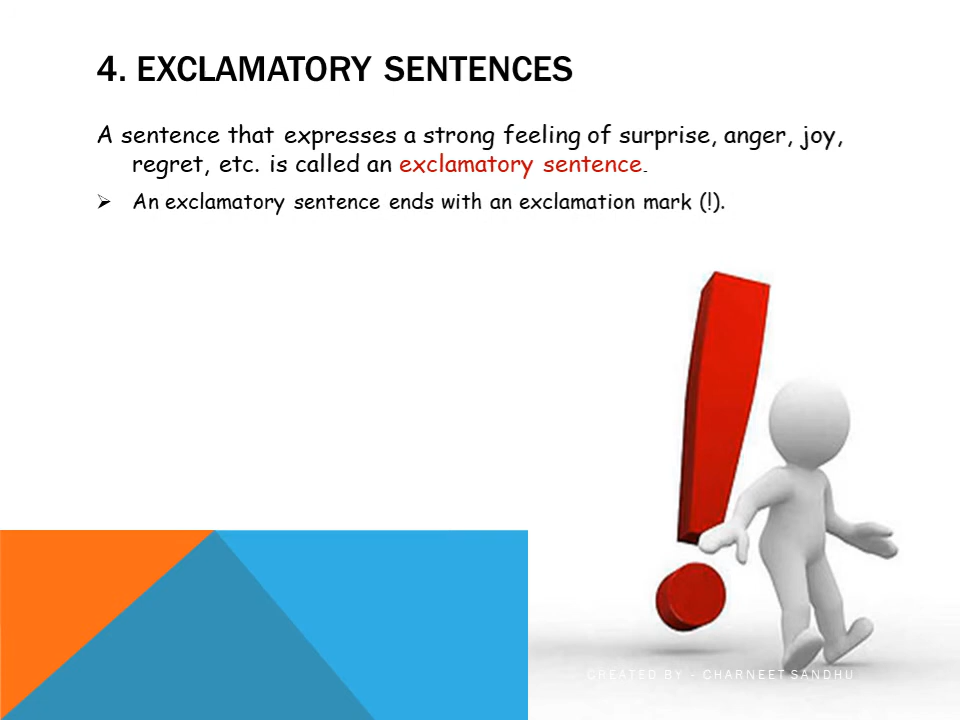 4. EXCLAMATORY SENTENCES
A sentence that expresses a strong feeling of surprise, anger, joy,
regret, etc. is called an exclamatory sentence.
➢ An exclamatory sentence ends with an exclamation mark (!).
CREATED BY - CHARNEET SANDHU